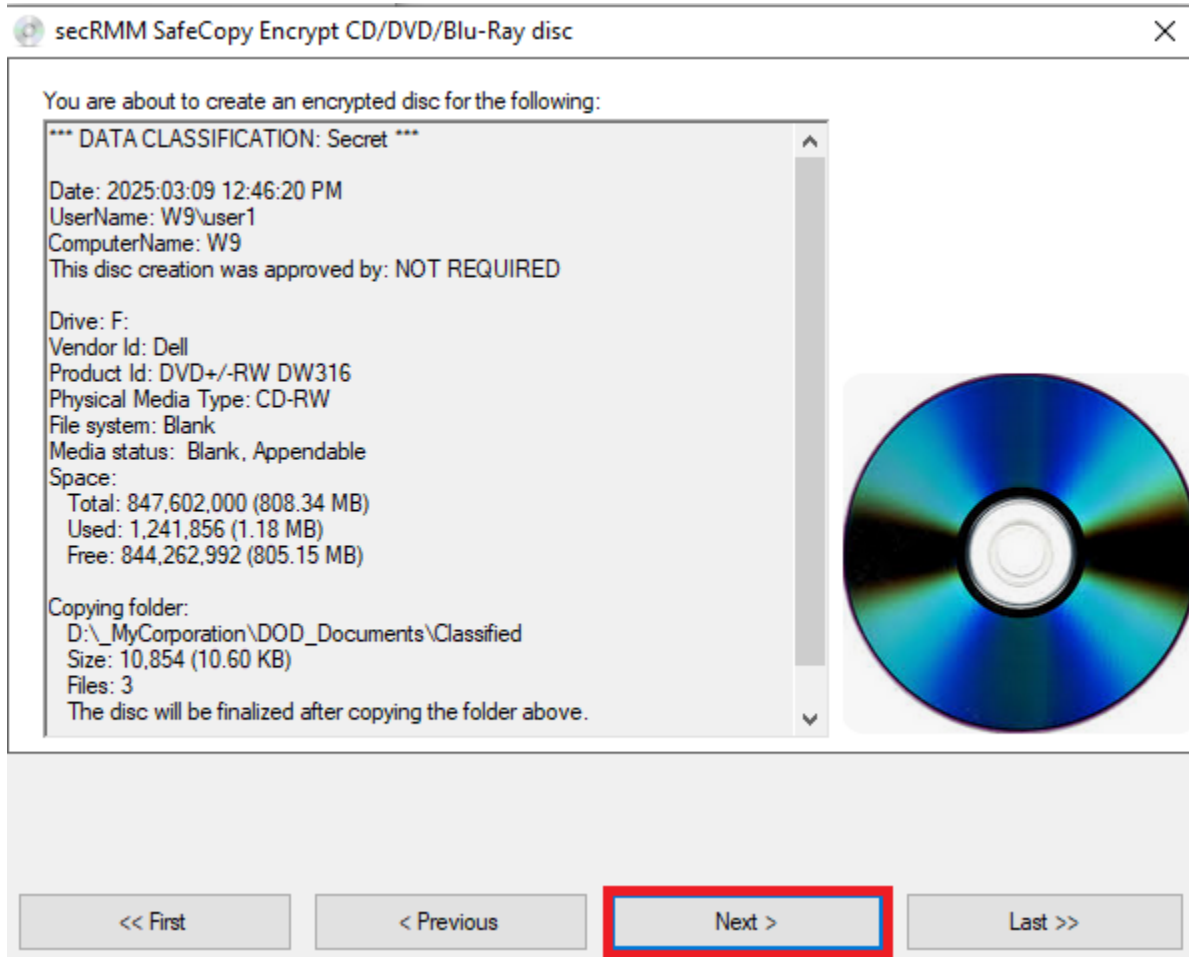 secRMM SafeCopy Encrypt CD/DVD/Blu-Ray disc
You are about to create an encrypted disc for the following:
*** DATA CLASSIFICATION: Secret ***
Date: 2025:03:09 12:46:20 PM
UserName: W9\user1
ComputerName: W9
This disc creation was approved by: NOT REQUIRED
Drive: F:
Vendor Id: Dell
Product Id: DVD+/-RW DW316
Physical Media Type: CD-RW
File system: Blank
Media status:  Blank, Appendable
Space:
Total: 847,602,000 (808.34 MB)
Used: 1,241,856 (1.18 MB)
Free: 844,262,992 (805.15 MB)
Copying folder:
D:\_MyCorporation\DOD_Documents\Classified
Size: 10,854 (10.60 KB)
Files: 3
The disc will be finalized after copying the folder above.
<< First
< Previous
Next >
Last >>